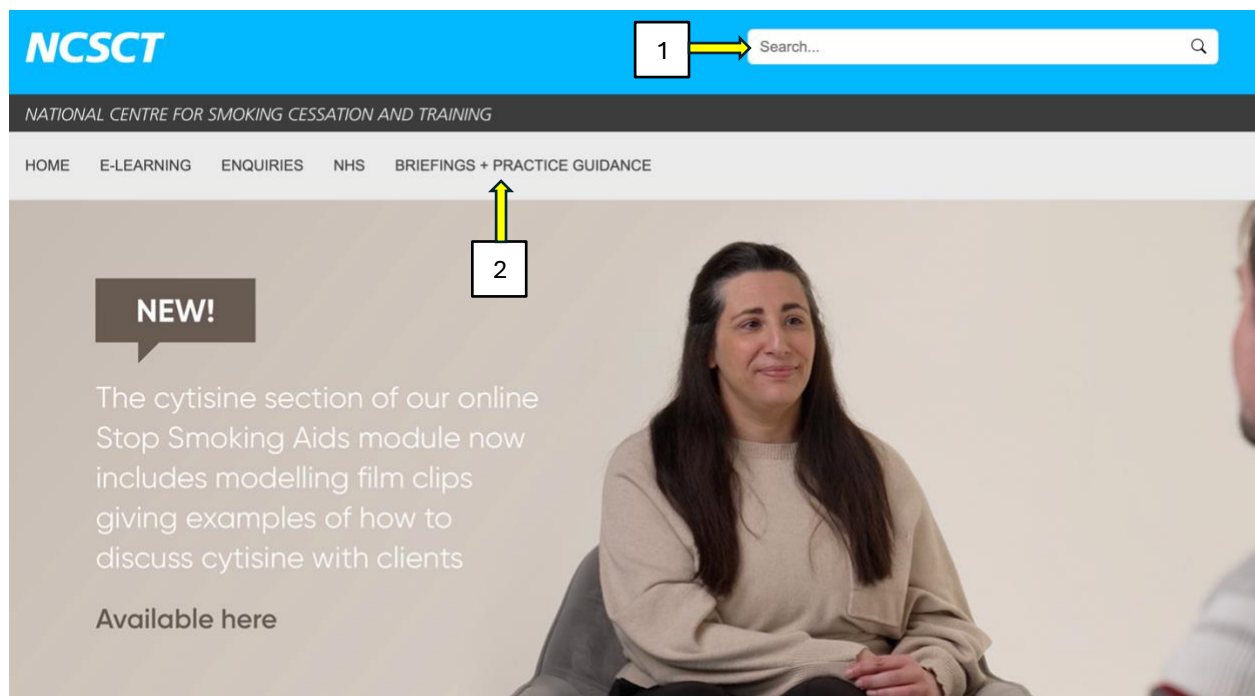 NCSCT
1
Search...
NATIONAL CENTRE FOR SMOKING CESSATION AND TRAINING
HOME E-LEARNING ENQUIRIES NHS BRIEFINGS + PRACTICE GUIDANCE
2
NEW!
The cytisine section of our online
Stop Smoking Aids module now
includes modelling film clips
giving examples of how to
discuss cytisine with clients
Available here